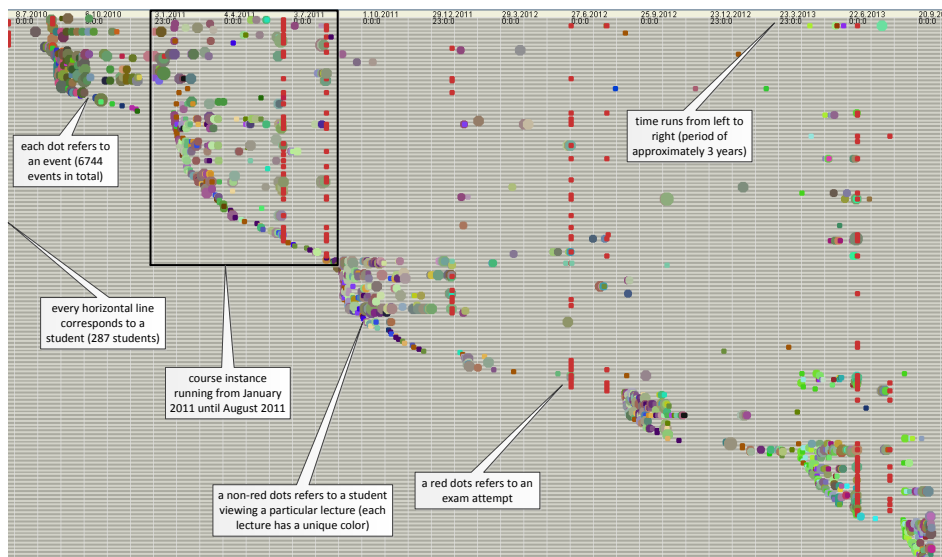 8.7.2010 6.10.2010 3.1.2011 4.4.2011 3.7.2011 1.10.2011 29.12.2011 29.3.2012 27.6.2012 25.9.2012 23.12.2012 23.3.2013 22.6.2013 20.9.2
0:0:0 23:0:0 0:0:0 0:0:0 23:0:0 23:0:0 0:0:0 0:0:0 23:0:0 23:0:0 0:0:0
each dot refers to
an event (6744
events in total)
time runs from left to
right (period of
approximately 3 years)
every horizontal line
corresponds to a
student (287 students)
course instance
running from January
2011 until August 2011
a non-red dots refers to a student
viewing a particular lecture (each
lecture has a unique color)
a red dots refers to an
exam attempt